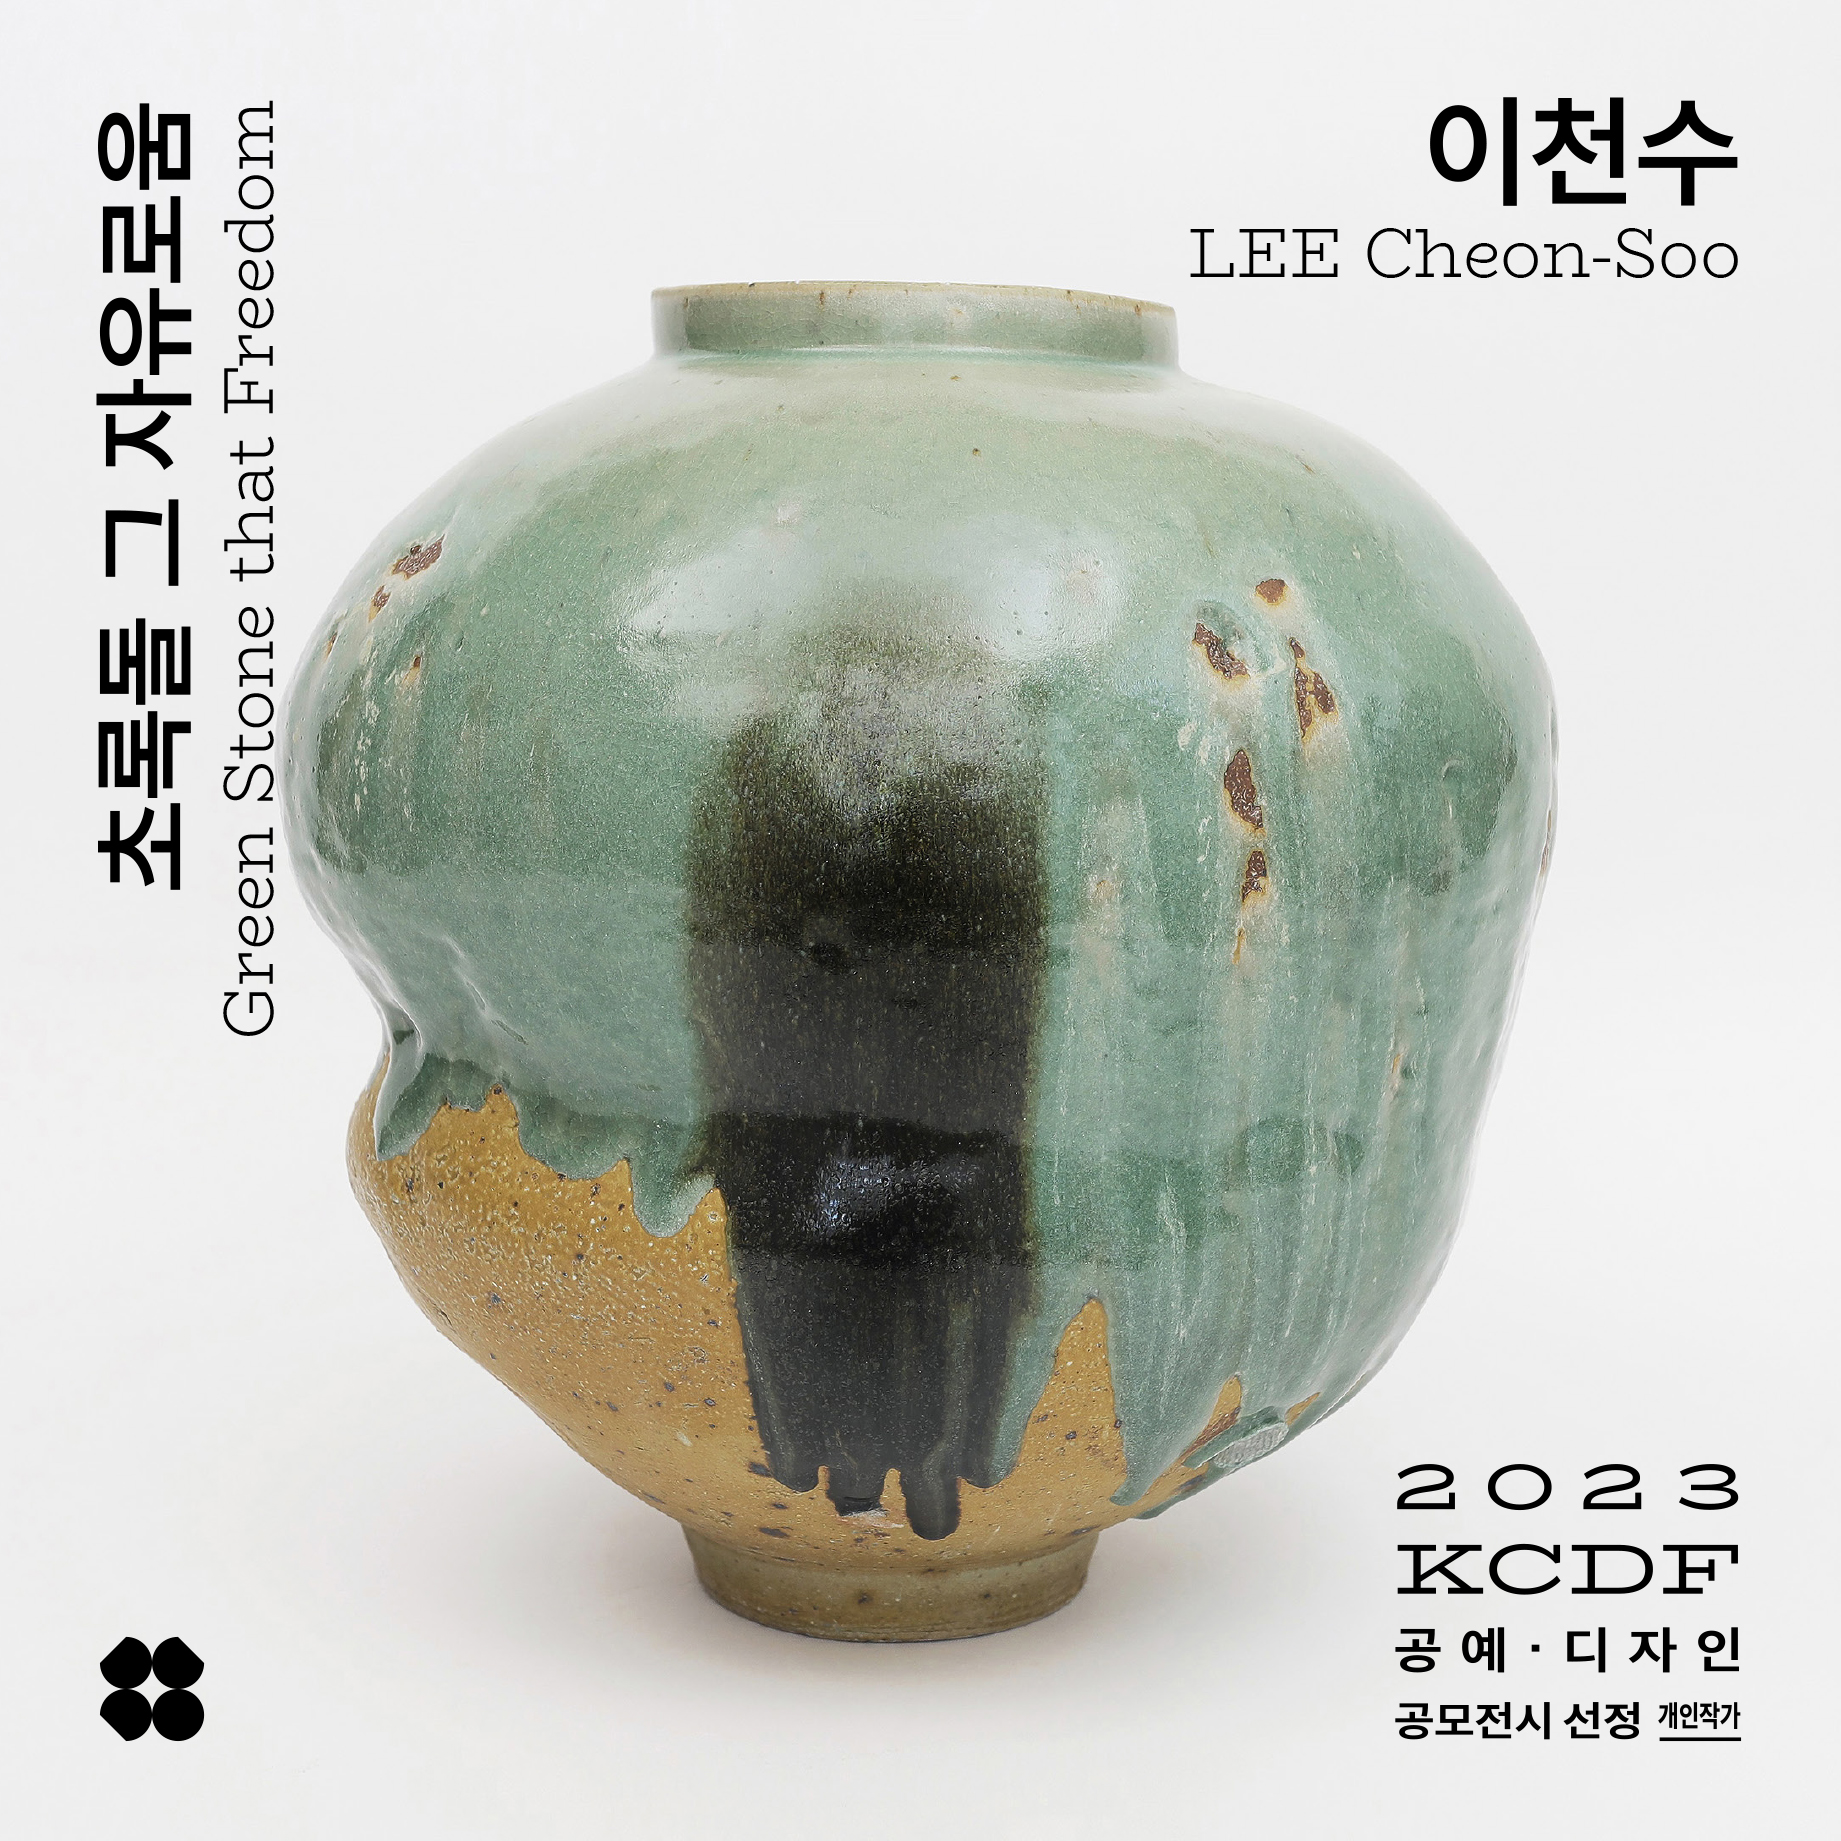 초록돌 그 자유로움
Green Stone that Freedom
이천수
LEE Cheon-Soo
2023
KCDF
공예·디자인
공모전시 선정 개인작가